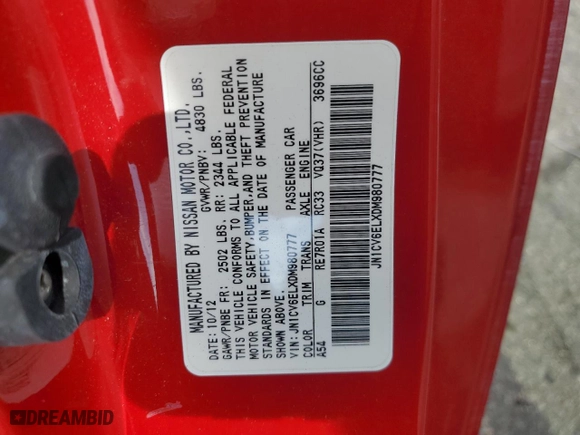 MANUFACTURED BY NISSAN MOTOR CO.,LTD.
DATE: 10/12 GVWR/PNBV: 4830 LBS.
GAWR/PNBE FR: 2502 LBS. RR: 2344 LBS.
THIS VEHICLE CONFORMS TO ALL APPLICABLE FEDERAL
MOTOR VEHICLE SAFETY,BUMPER,AND THEFT PREVENTION
STANDARDS IN EFFECT ON THE DATE OF MANUFACTURE
SHOWN ABOVE.
VIN: JN1CV6ELXDM980777 PASSENGER CAR
COLOR TRIM TRANS AXLE ENGINE
A54 G RE7R01A RC33 VQ37(VHR) 3696CC
JN1CV6ELXDM980777
DREAMBID